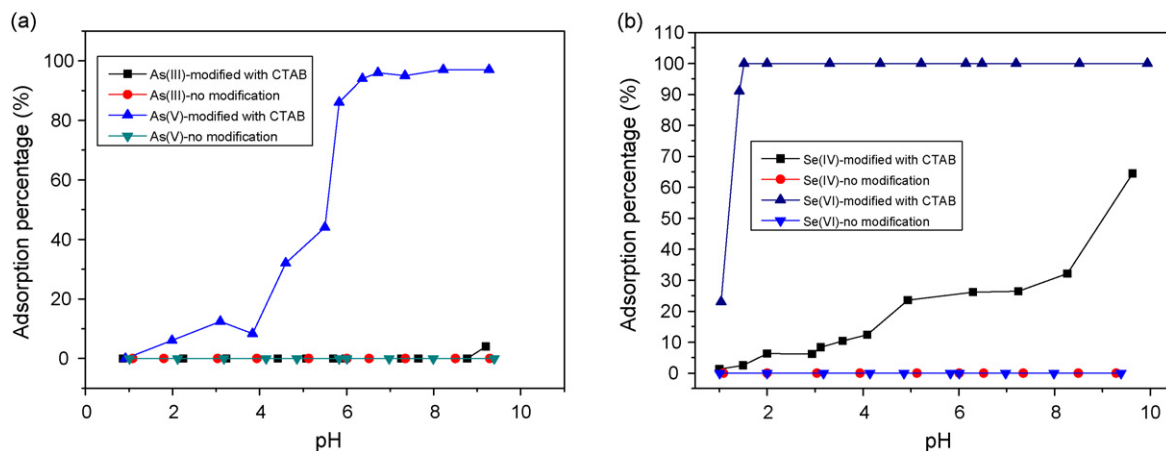 (a)
100
80
60
40
20
0
Adsorption percentage (%)
As(III)-modified with CTAB
As(III)-no modification
As(V)-modified with CTAB
As(V)-no modification
0 2 4 6 8 10
pH
(b)
110
100
90
80
70
60
50
40
30
20
10
0
Adsorption percentage (%)
Se(IV)-modified with CTAB
Se(IV)-no modification
Se(VI)-modified with CTAB
Se(VI)-no modification
2 4 6 8 10
pH